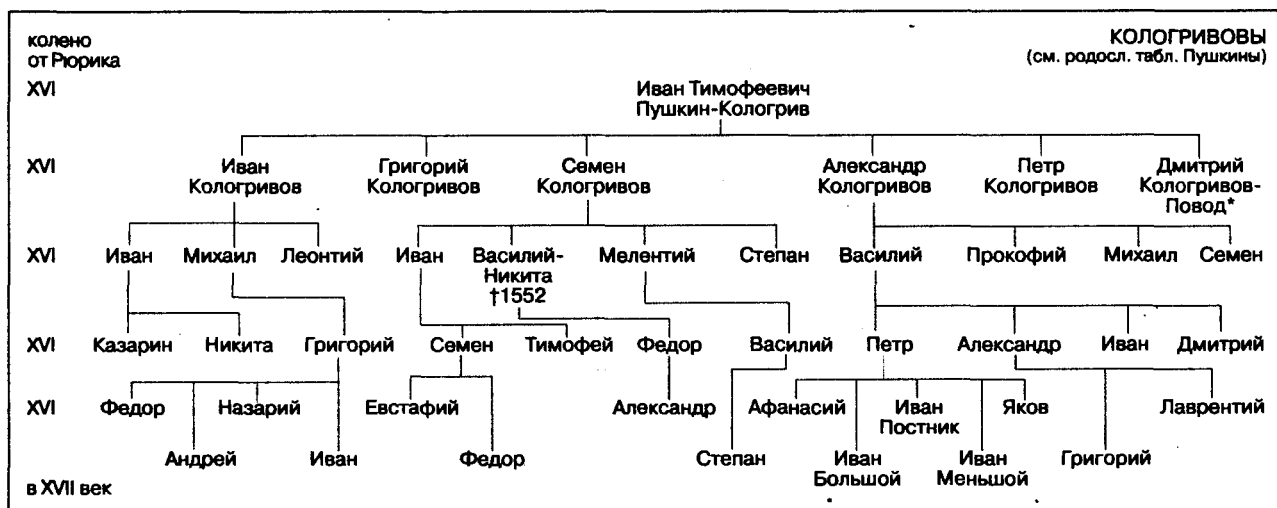 колено
от Рюрика
КОЛОГРИВОВЫ
(см. родосл. табл. Пушкины)
XVI
Иван Тимофеевич
Пушкин-Кологрив
XVI
Иван
Кологривов
Григорий
Кологривов
Семен
Кологривов
Александр
Кологривов
Петр
Кологривов
Дмитрий
Кологривов-
Повод*
XVI
Иван
Михаил
Леонтий
Иван
Василий-
Никита
†1552
Мелентий
Степан
Василий
Прокофий
Михаил
Семен
XVI
Казарин
Никита
Григорий
Семен
Тимофей
Федор
Василий
Петр
Александр
Иван
Дмитрий
XVI
Федор
Назарий
Евстафий
Александр
Афанасий
Иван
Постник
Яков
Лаврентий
Андрей
Иван
Федор
Степан
Иван
Большой
Иван
Меньшой
Григорий
в XVII век